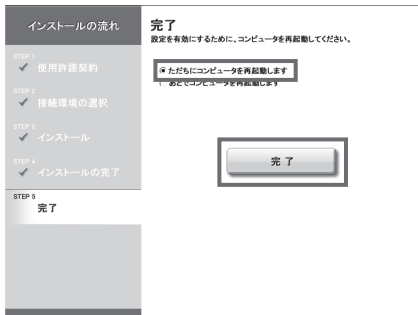 インストールの流れ
STEP 1
使用許諾契約
STEP 2
接続環境の選択
STEP 3
インストール
STEP 4
インストールの完了
STEP 5
完了
完了
設定を有効にするために、コンピュータを再起動してください。
ただちにコンピュータを再起動します
あとでコンピュータを再起動します
完了